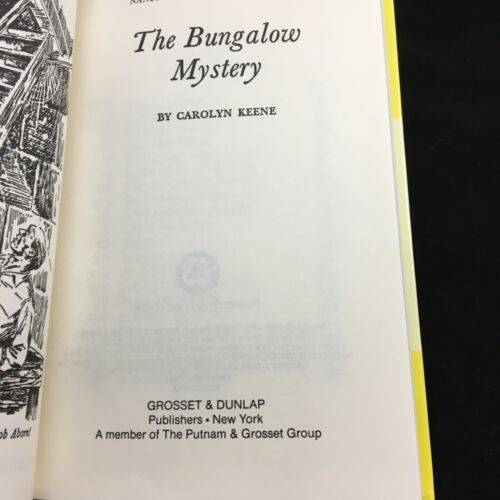 The Bungalow
Mystery
BY CAROLYN KEENE
GROSSET & DUNLAP
Publishers • New York
A member of The Putnam & Grosset Group